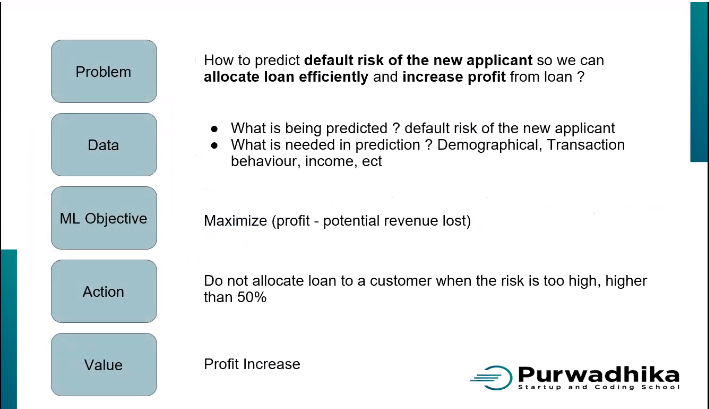 Problem
How to predict default risk of the new applicant so we can
allocate loan efficiently and increase profit from loan ?
Data
● What is being predicted ? default risk of the new applicant
● What is needed in prediction ? Demographical, Transaction
behaviour, income, ect
ML Objective
Maximize (profit - potential revenue lost)
Action
Do not allocate loan to a customer when the risk is too high, higher
than 50%
Value
Profit Increase
Purwadhika
Startup and Coding School